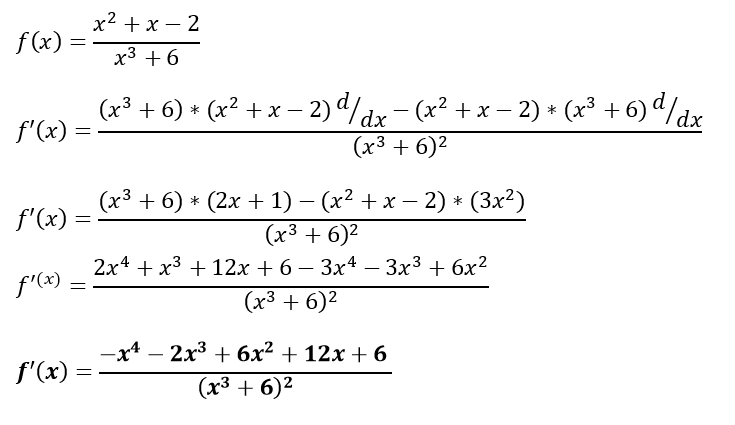 f(x) = (x² + x − 2)/(x³ + 6)
f′(x) = ((x³ + 6) * (x² + x − 2) d/dx − (x² + x − 2) * (x³ + 6) d/dx)/(x³ + 6)²
f′(x) = ((x³ + 6) * (2x + 1) − (x² + x − 2) * (3x²))/(x³ + 6)²
f′⁽ˣ⁾ = (2x⁴ + x³ + 12x + 6 − 3x⁴ − 3x³ + 6x²)/(x³ + 6)²
f′(x) = (−x⁴ − 2x³ + 6x² + 12x + 6)/(x³ + 6)²